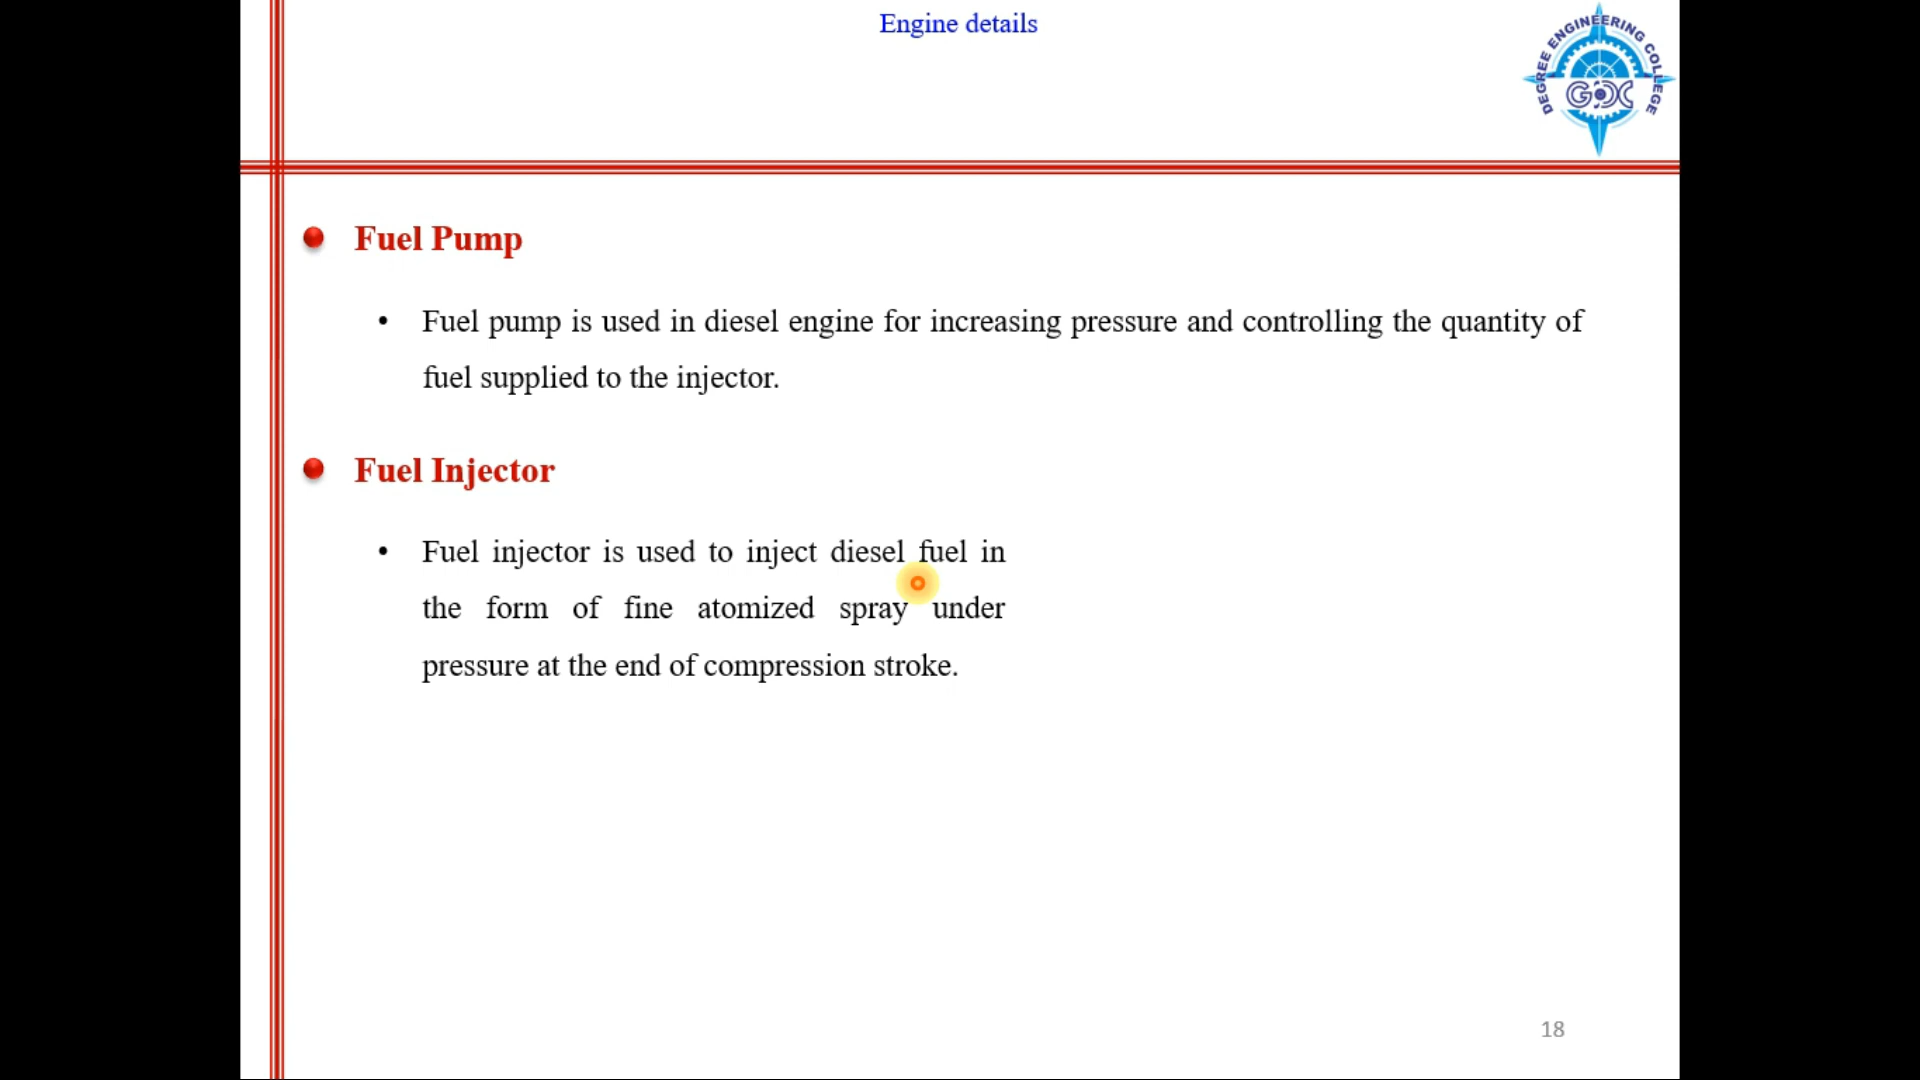 Engine details
DEGREE ENGINEERING COLLEGE
GDC
Fuel Pump
• Fuel pump is used in diesel engine for increasing pressure and controlling the quantity of
fuel supplied to the injector.
Fuel Injector
• Fuel injector is used to inject diesel fuel in
the form of fine atomized spray under
pressure at the end of compression stroke.
18